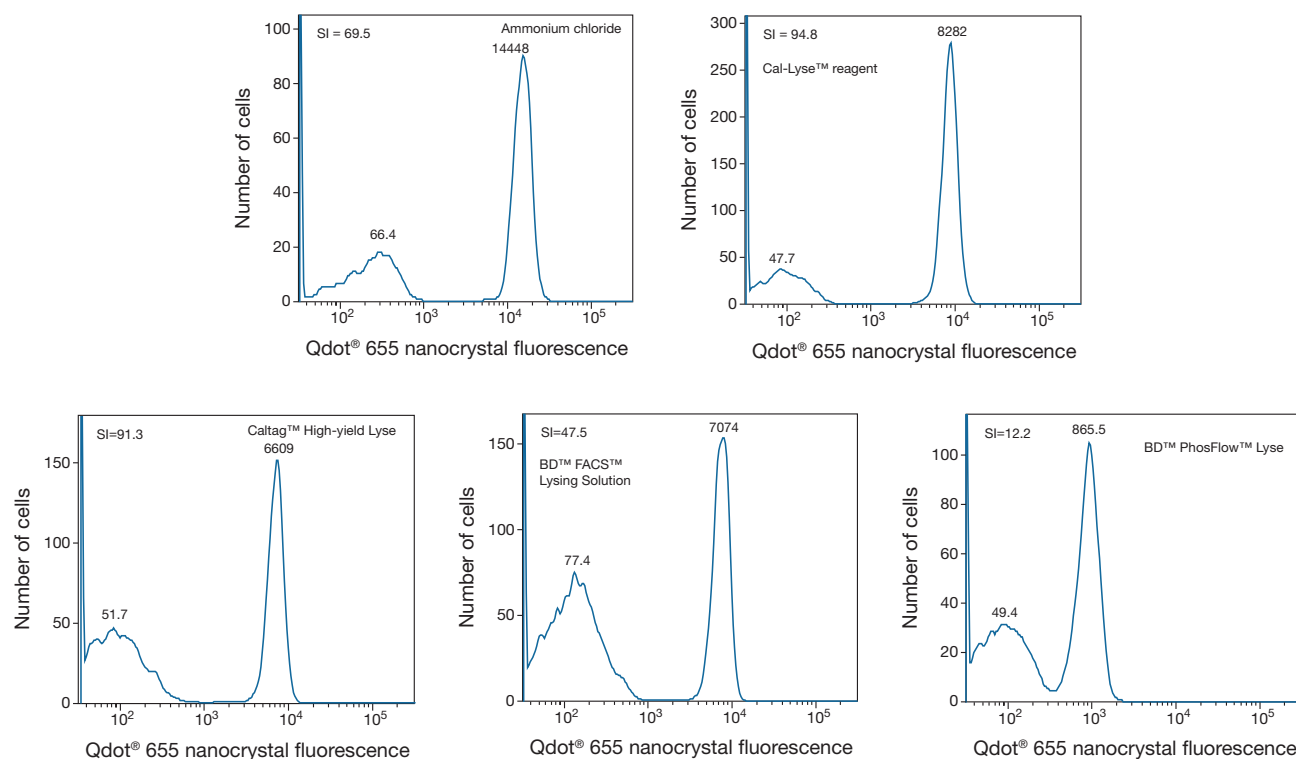 SI = 69.5
Ammonium chloride
14448
66.4
Number of cells
100
80
60
40
20
0
10²
10³
10⁴
10⁵
Qdot® 655 nanocrystal fluorescence
SI = 94.8
8282
Cal-Lyse™ reagent
47.7
Number of cells
300
250
200
150
100
50
0
10²
10³
10⁴
10⁵
Qdot® 655 nanocrystal fluorescence
SI=91.3
Caltag™ High-yield Lyse
6609
51.7
Number of cells
150
100
50
0
10²
10³
10⁴
10⁵
Qdot® 655 nanocrystal fluorescence
SI=47.5
7074
BD™ FACS™
Lysing Solution
77.4
Number of cells
150
100
50
0
10²
10³
10⁴
10⁵
Qdot® 655 nanocrystal fluorescence
SI=12.2
865.5
BD™ PhosFlow™ Lyse
49.4
Number of cells
100
80
60
40
20
0
10²
10³
10⁴
10⁵
Qdot® 655 nanocrystal fluorescence